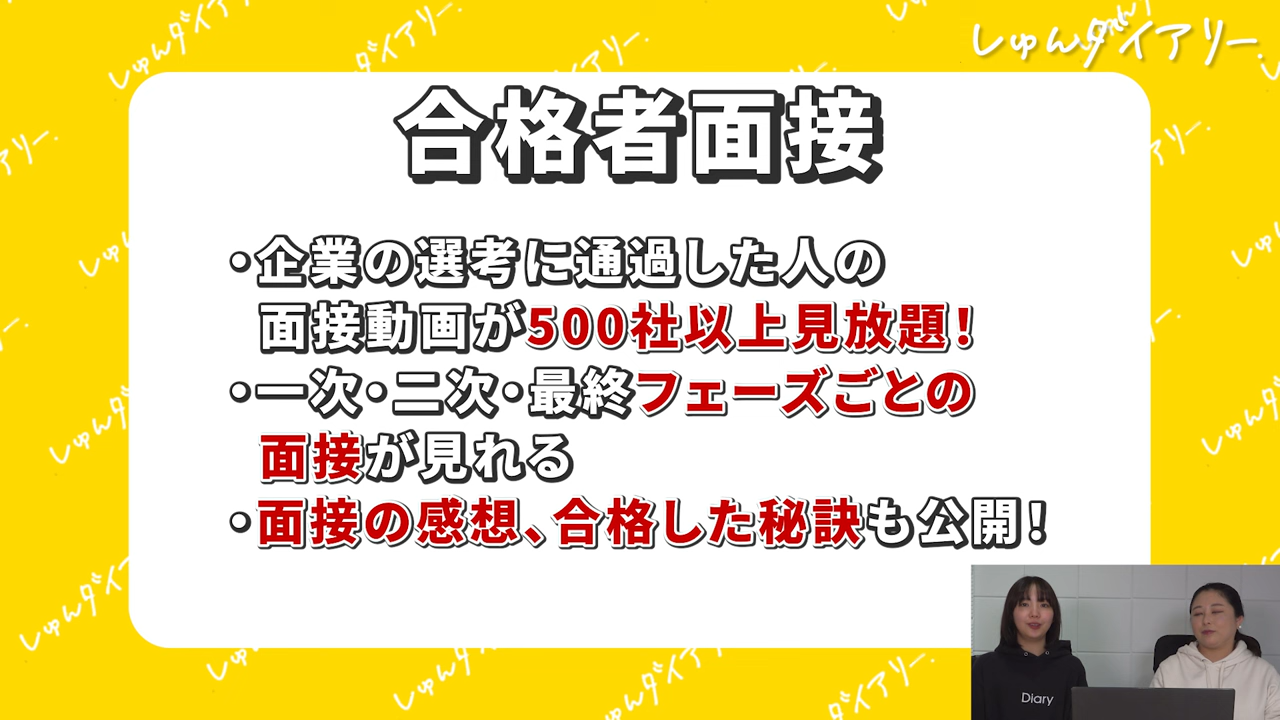 しゅんダイアリー
合格者面接
・企業の選考に通過した人の
面接動画が500社以上見放題！
・一次・二次・最終フェーズごとの
面接が見れる
・面接の感想、合格した秘訣も公開！
Diary